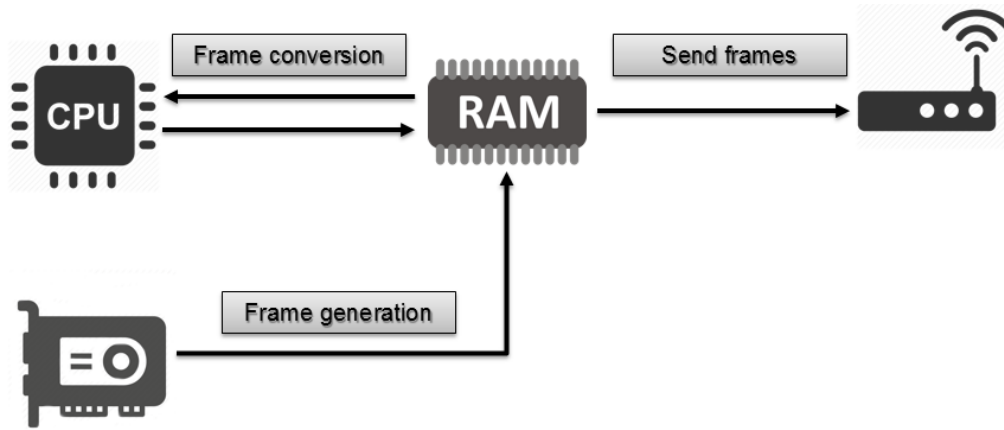 Frame conversion
Send frames
CPU
RAM
Frame generation